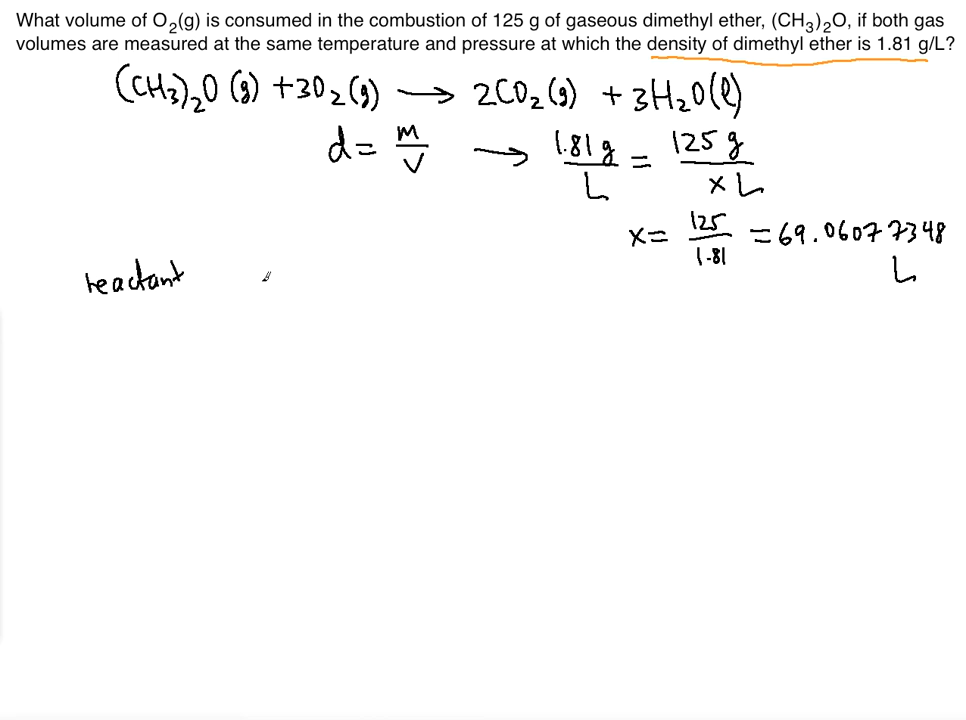 What volume of O₂(g) is consumed in the combustion of 125 g of gaseous dimethyl ether, (CH₃)₂O, if both gas
volumes are measured at the same temperature and pressure at which the density of dimethyl ether is 1.81 g/L?
(CH₃)₂O (g) + 3O₂(g) → 2CO₂(g) + 3H₂O(l)
d = m/V → 1.81 g/L = 125 g/x L
x = 125/1.81 = 69.06077348
L
reactant